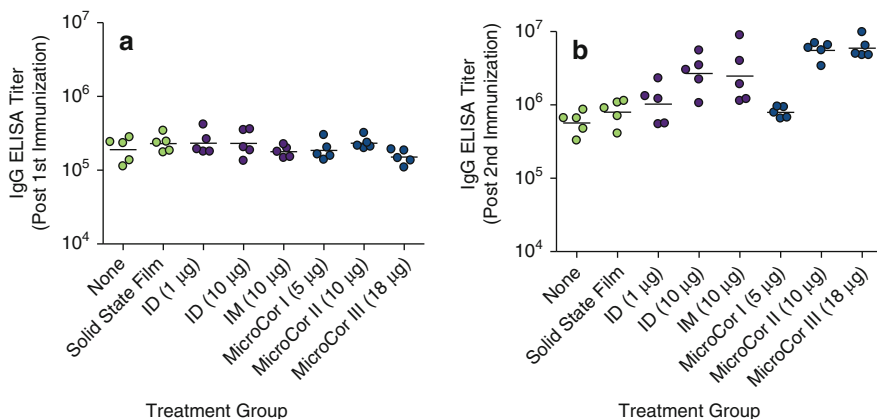 a
IgG ELISA Titer
(Post 1st Immunization)
10⁷
10⁶
10⁵
10⁴
None
Solid State Film
ID (1 µg)
ID (10 µg)
IM (10 µg)
MicroCor I (5 µg)
MicroCor II (10 µg)
MicroCor III (18 µg)
Treatment Group
b
IgG ELISA Titer
(Post 2nd Immunization)
10⁷
10⁶
10⁵
10⁴
None
Solid State Film
ID (1 µg)
ID (10 µg)
IM (10 µg)
MicroCor I (5 µg)
MicroCor II (10 µg)
MicroCor III (18 µg)
Treatment Group